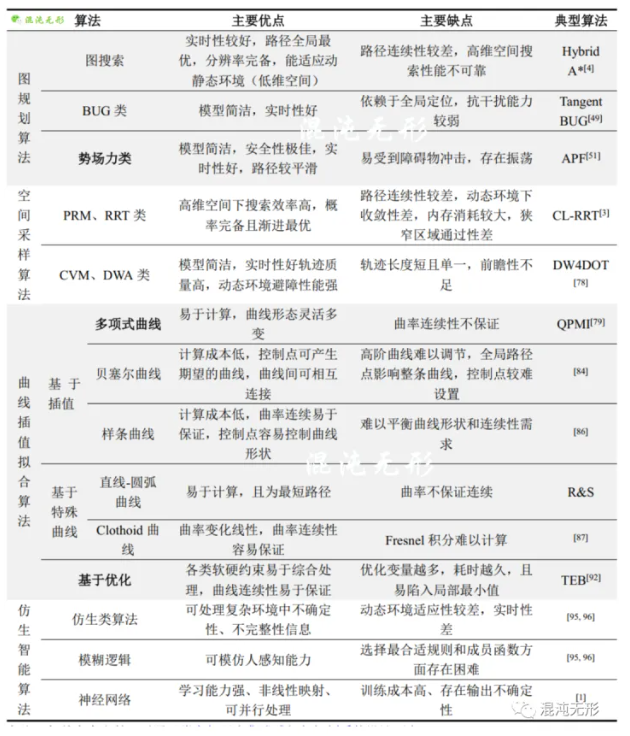 混沌无形 算法 主要优点 主要缺点 典型算法
图规划算法
图搜索
实时性较好，路径全局最
优，分辨率完备，能适应动
静态环境（低维空间）
路径连续性较差，高维空间搜
索性能不可靠
Hybrid
A*[4]
BUG 类
模型简洁，实时性好
依赖于全局定位，抗干扰能力
较弱
Tangent
BUG[49]
势场力类
模型简洁，安全性极佳，实
时性好，路径较平滑
易受到障碍物冲击，存在振荡
APF[51]
空间采样算法
PRM、RRT 类
高维空间下搜索效率高，概
率完备且渐进最优
路径连续性较差，动态环境下
收敛性差，内存消耗较大，狭
窄区域通过性差
CL-RRT[3]
CVM、DWA 类
模型简洁，实时性好轨迹质
量高，动态环境避障性能强
轨迹长度短且单一，前瞻性不
足
DW4DOT
[78]
曲线插值拟合算法
基于
插值
多项式曲线
易于计算，曲线形态灵活多
变
曲率连续性不保证
QPMI[79]
贝塞尔曲线
计算成本低，控制点可产生
期望的曲线，曲线间可相互
连接
高阶曲线难以调节，全局路径
点影响整条曲线，控制点较难
设置
[84]
样条曲线
计算成本低，曲率连续易于
保证，控制点容易控制曲线
形状
难以平衡曲线形状和连续性需
求
[86]
基于
特殊
曲线
直线-圆弧
曲线
易于计算，且为最短路径
曲率不保证连续
R&S
Clothoid 曲
线
曲率变化线性，曲率连续性
容易保证
Fresnel 积分难以计算
[87]
基于优化
各类软硬约束易于综合处
理，曲线连续性易于保证
优化变量越多，耗时越久，且
易陷入局部最小值
TEB[92]
仿生智能算法
仿生类算法
可处理复杂环境中不确定
性、不完整性信息
动态环境适应性较差，实时性
差
[95, 96]
模糊逻辑
可模仿人感知能力
选择最合适规则和成员函数方
面存在困难
[95, 96]
神经网络
学习能力强、非线性映射、
可并行处理
训练成本高、存在输出不确定
性
[1]
混沌无形
混沌无形
混沌无形